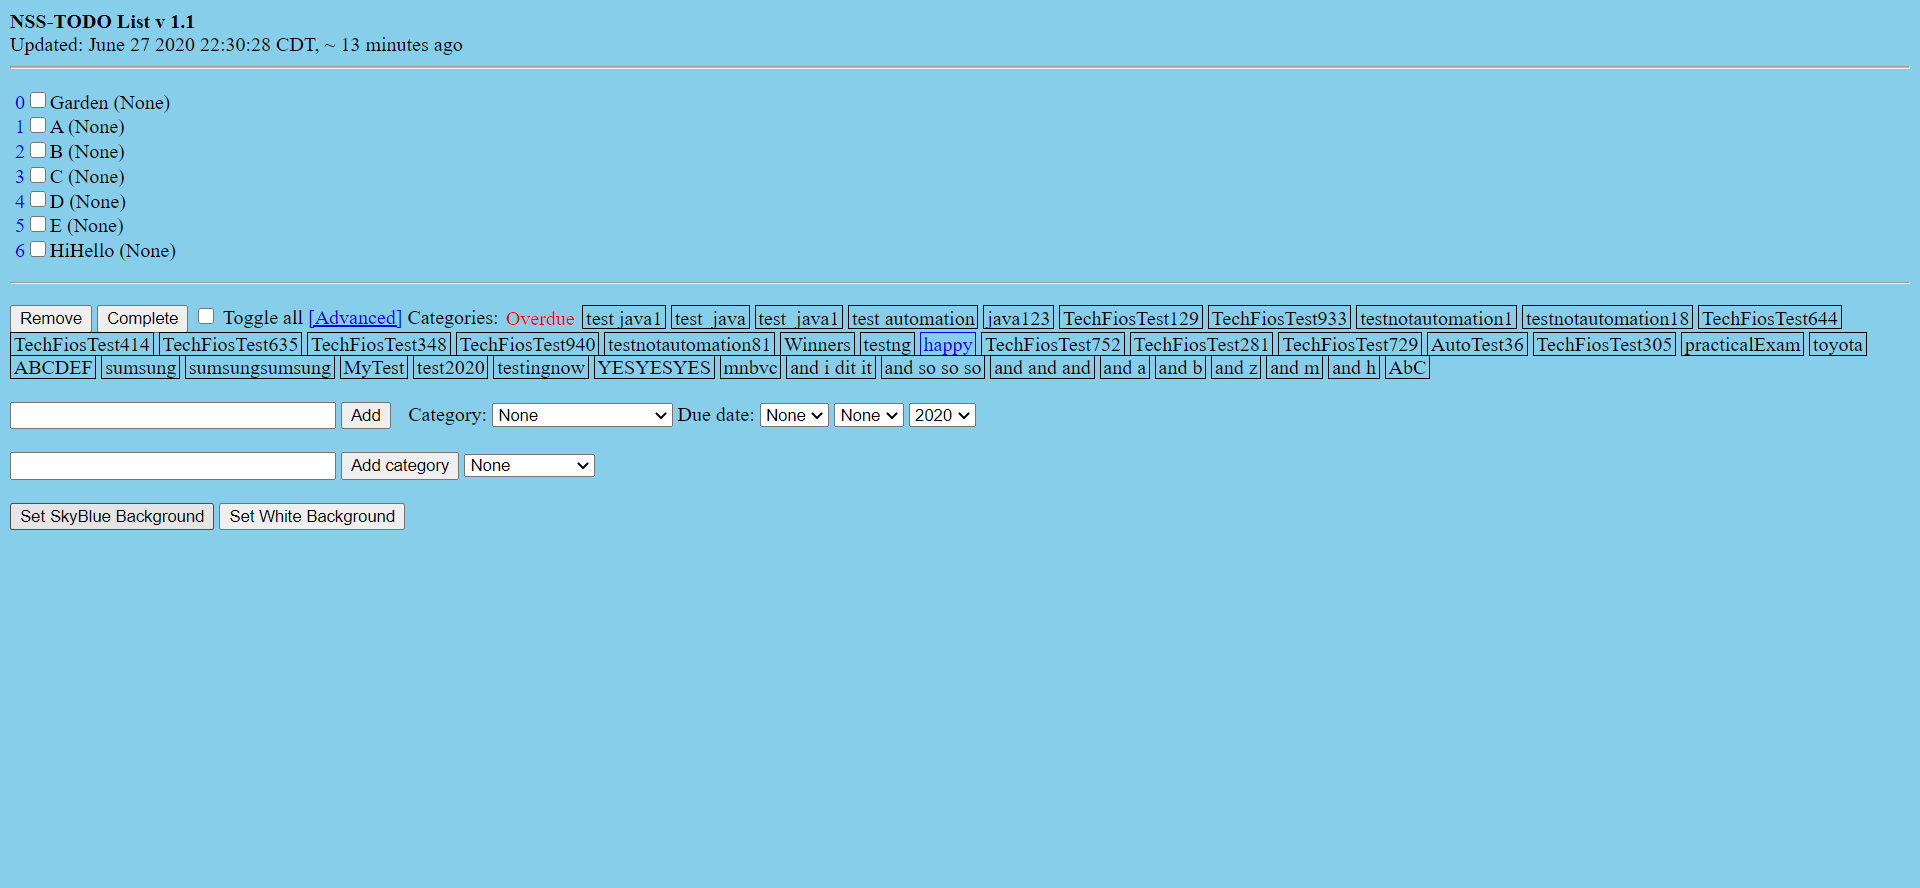 NSS-TODO List v 1.1
Updated: June 27 2020 22:30:28 CDT, ~ 13 minutes ago
0 Garden (None)
1 A (None)
2 B (None)
3 C (None)
4 D (None)
5 E (None)
6 HiHello (None)
Remove Complete Toggle all [Advanced] Categories: Overdue test java1 test java test java1 test automation java123 TechFiosTest129 TechFiosTest933 testnotautomation1 testnotautomation18 TechFiosTest644
TechFiosTest414 TechFiosTest635 TechFiosTest348 TechFiosTest940 testnotautomation81 Winners testng happy TechFiosTest752 TechFiosTest281 TechFiosTest729 AutoTest36 TechFiosTest305 practicalExam toyota
ABCDEF sumsung sumsungsumsung MyTest test2020 testingnow YESYESYES mnbvc and i dit it and so so so and and and and a and b and z and m and h AbC
Add Category: None Due date: None None 2020
Add category None
Set SkyBlue Background Set White Background